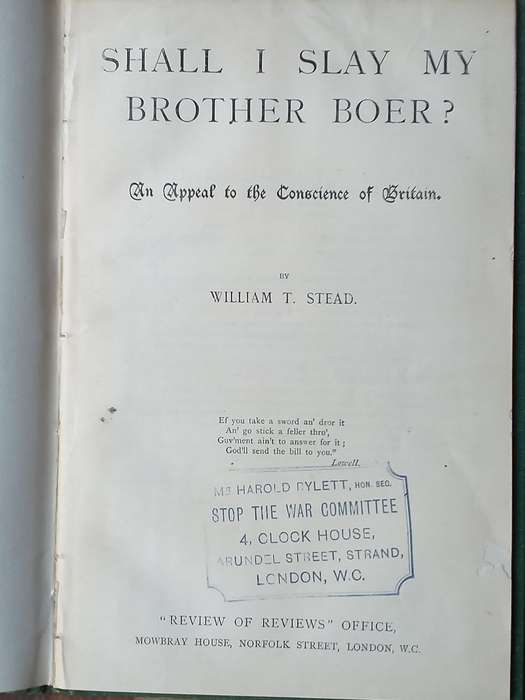 SHALL I SLAY MY
BROTHER BOER?
An Appeal to the Conscience of Britain.
BY
WILLIAM T. STEAD.
Ef you take a sword an' dror it
An' go stick a feller thro',
Guv'ment ain't to answer for it;
God'll send the bill to you."
Lowell.
MR HAROLD RYLETT, HON. SEC.
STOP THE WAR COMMITTEE
4, CLOCK HOUSE,
ARUNDEL STREET, STRAND,
LONDON, W.C.
"REVIEW OF REVIEWS" OFFICE,
MOWBRAY HOUSE, NORFOLK STREET, LONDON, W.C.